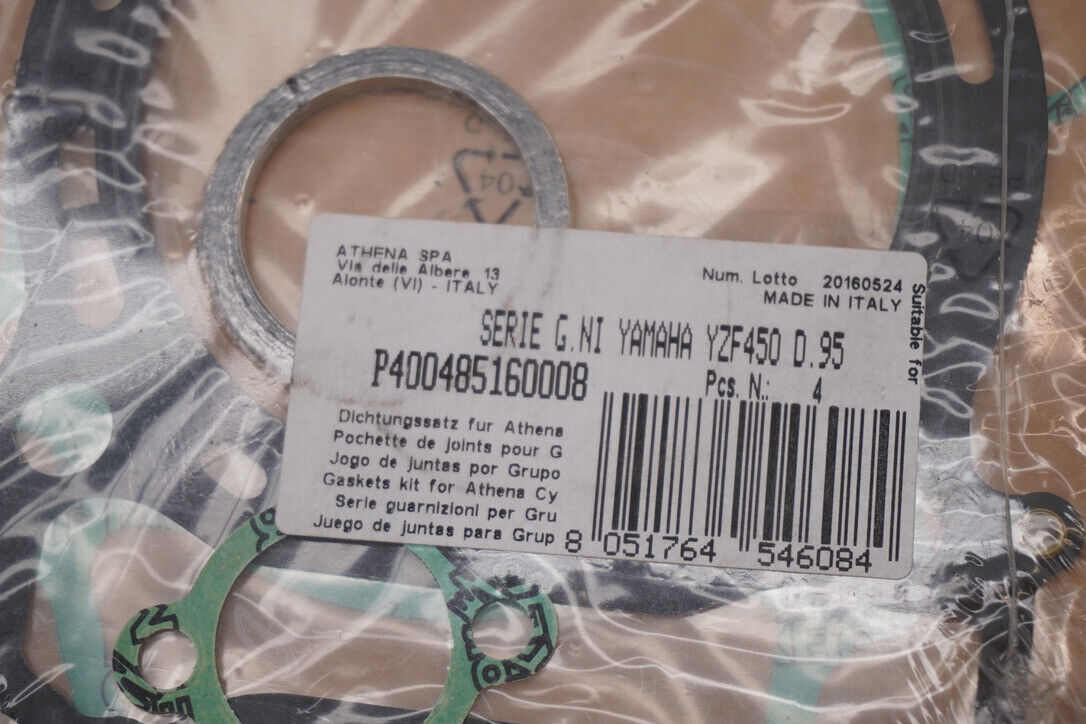 ATHENA SPA
Via delle Albere 13
Alonte (VI) - ITALY
Num. Lotto 20160524
MADE IN ITALY
Suitable for
SERIE G.NI YAMAHA YZF450 D.95
P400485160008
Pcs. N.: 4
Dichtungssatz fur Athena
Pochette de joints pour G
Jogo de juntas por Grupo
Gaskets kit for Athena Cy
Serie guarnizioni per Gru
Juego de juntas para Grup
8 051764 546084
04